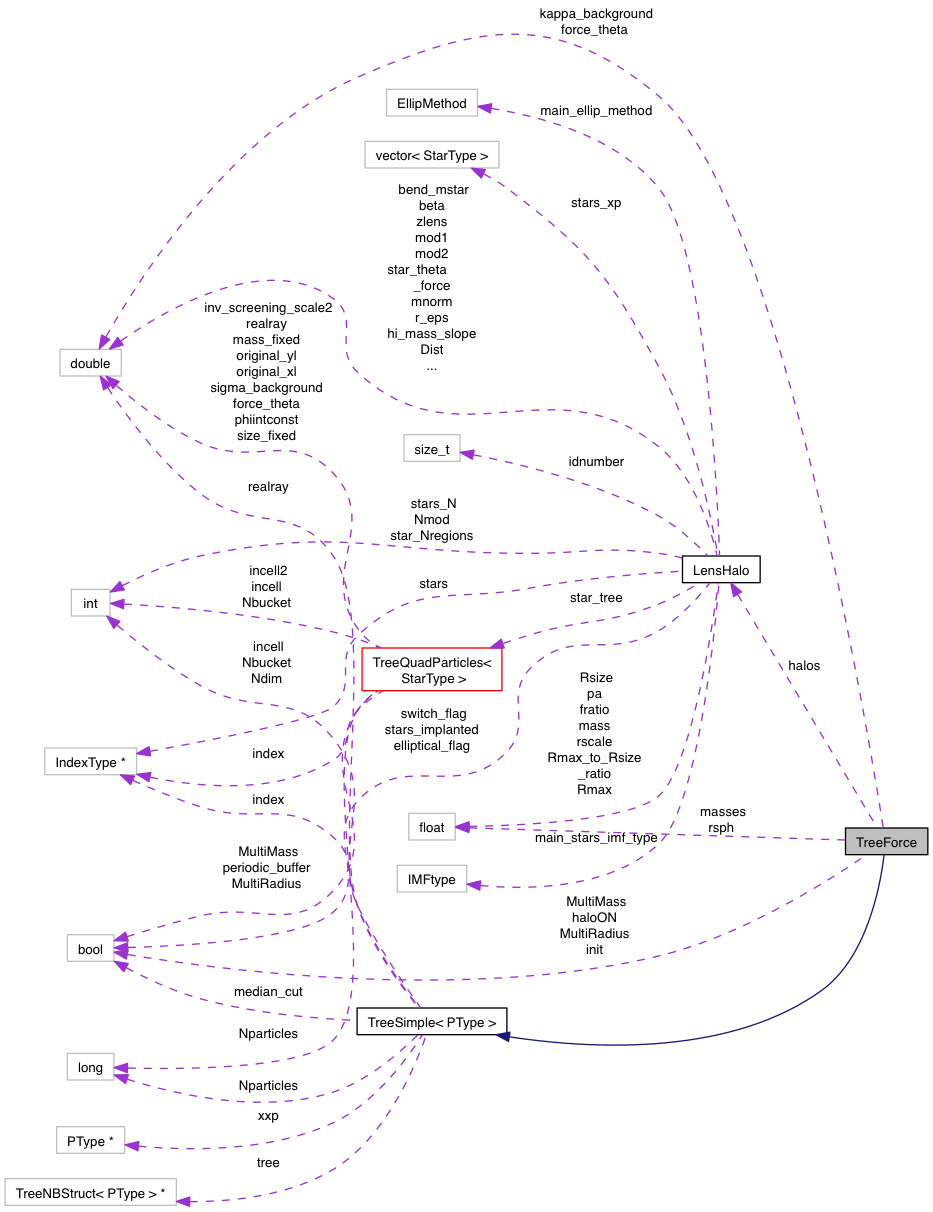 kappa_background
force_theta
EllipMethod
main_ellip_method
vector< StarType >
stars_xp
bend_mstar
beta
zlens
mod1
mod2
star_theta
_force
mnorm
r_eps
hi_mass_slope
Dist
...
inv_screening_scale2
realray
mass_fixed
original_yl
original_xl
sigma_background
force_theta
phiintconst
size_fixed
double
size_t
idnumber
realray
stars_N
Nmod
star_Nregions
LensHalo
incell2
incell
Nbucket
int
stars
star_tree
incell
Nbucket
Ndim
TreeQuadParticles<
StarType >
halos
Rsize
pa
fratio
mass
rscale
Rmax_to_Rsize
_ratio
Rmax
switch_flag
stars_implanted
elliptical_flag
IndexType *
index
index
float
masses
rsph
main_stars_imf_type
TreeForce
MultiMass
periodic_buffer
MultiRadius
IMFtype
MultiMass
haloON
MultiRadius
init
bool
median_cut
TreeSimple< PType >
Nparticles
long
Nparticles
xxp
PType *
tree
TreeNBStruct< PType > *